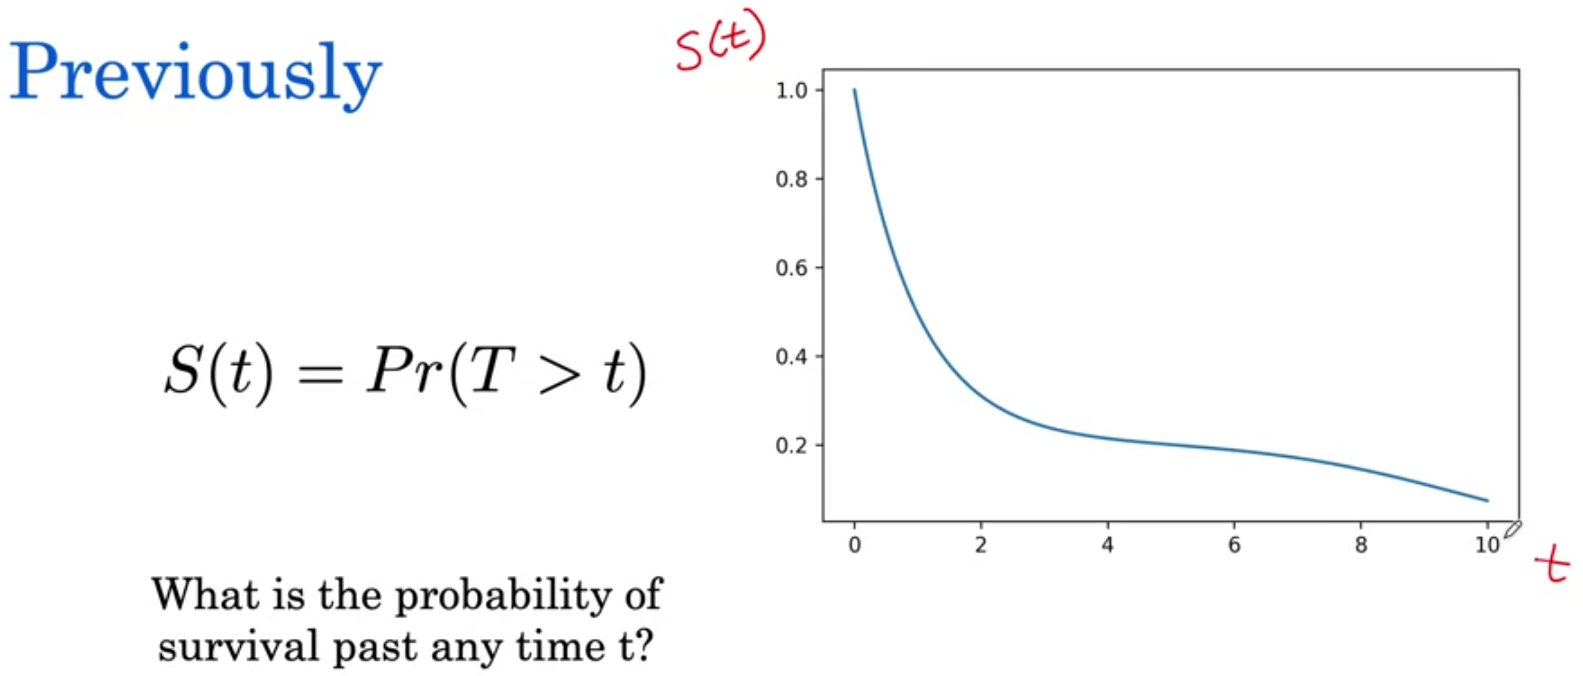 Previously
S(t)
S(t) = Pr(T > t)
What is the probability of
survival past any time t?
1.0
0.8
0.6
0.4
0.2
0 2 4 6 8 10
t